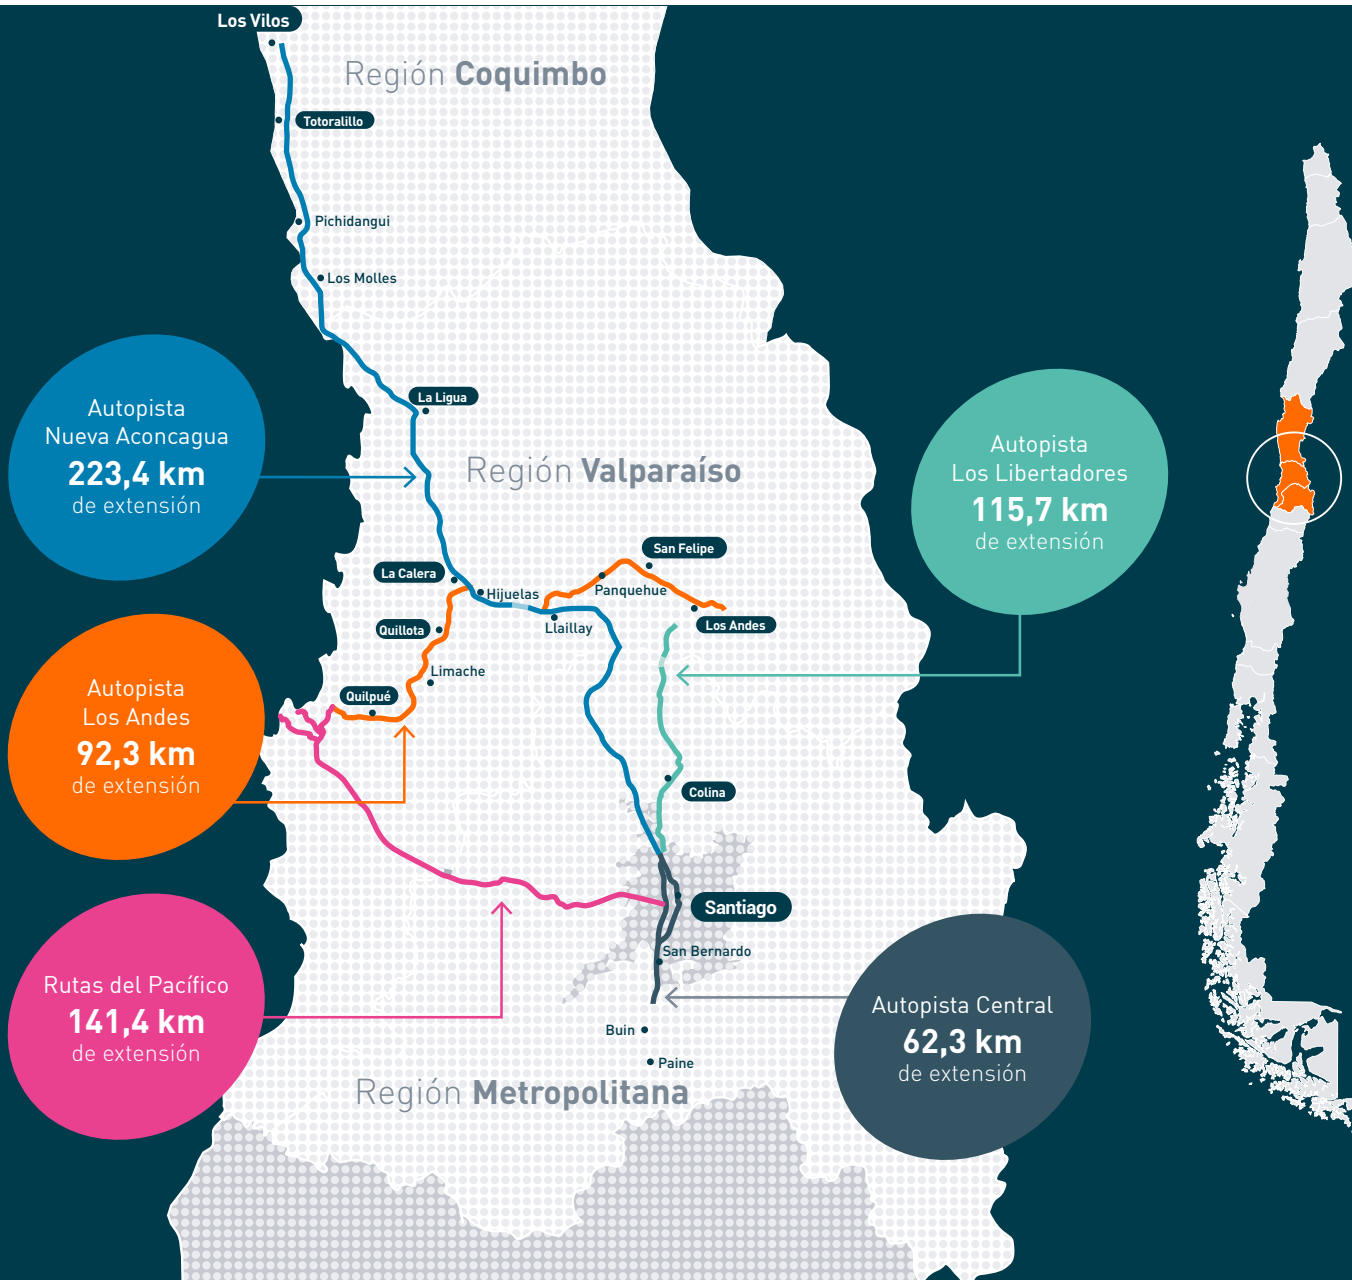 Los Vilos
Región Coquimbo
Totoralillo
Pichidangui
Los Molles
Autopista
Nueva Aconcagua
223,4 km
de extensión
La Ligua
Región Valparaíso
Autopista
Los Libertadores
115,7 km
de extensión
San Felipe
La Calera
Hijuelas
Panquehue
Quillota
Llaillay
Los Andes
Limache
Quilpué
Autopista
Los Andes
92,3 km
de extensión
Colina
Santiago
San Bernardo
Rutas del Pacífico
141,4 km
de extensión
Autopista Central
62,3 km
de extensión
Buin
Paine
Región Metropolitana